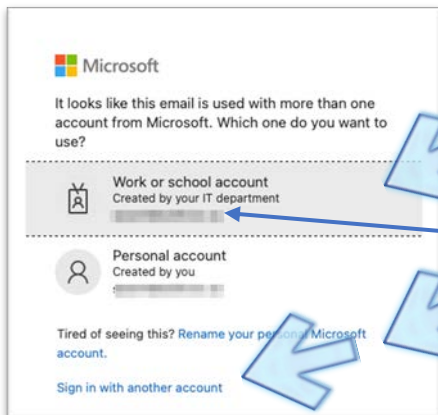 Microsoft
It looks like this email is used with more than one
account from Microsoft. Which one do you want to
use?
Work or school account
Created by your IT department
Personal account
Created by you
Tired of seeing this? Rename your personal Microsoft
account.
Sign in with another account